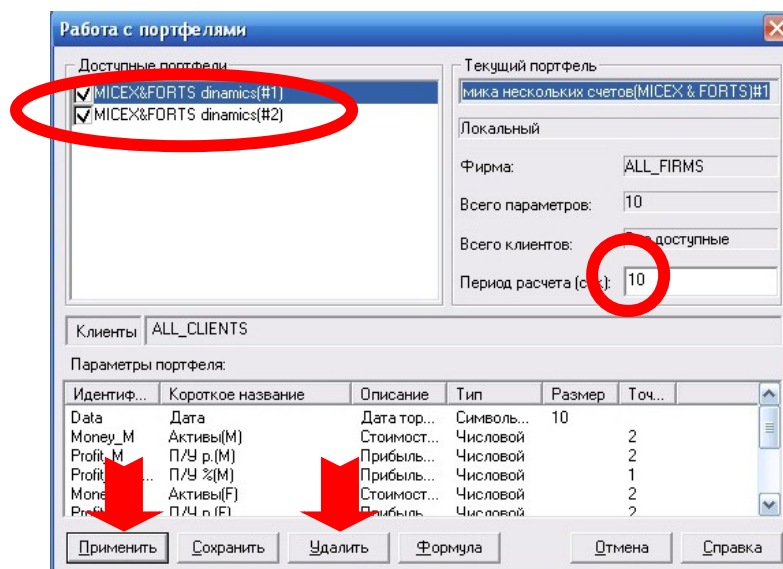 Работа с портфелями
Доступные портфели
MICEX&FORTS dinamics(#1)
MICEX&FORTS dinamics(#2)
Текущий портфель
мика нескольких счетов(MICEX & FORTS)#1
Локальный
Фирма: ALL_FIRMS
Всего параметров: 10
Всего клиентов: доступные
Период расчета 10
Клиенты ALL_CLIENTS
Параметры портфеля:
Идентиф... Короткое название Описание Тип Размер Точ...
Data Дата Дата тор... Символь... 10
Money_M Активы(M) Стоимост... Числовой 2
Profit_M П/У р.(M) Прибыль... Числовой 2
П/У %(M) Прибыль... Числовой 1
Активы(F) Стоимост... Числовой 2
П/У р.(F) Прибыль... Числовой 2
Применить Сохранить Удалить Формула Отмена Справка